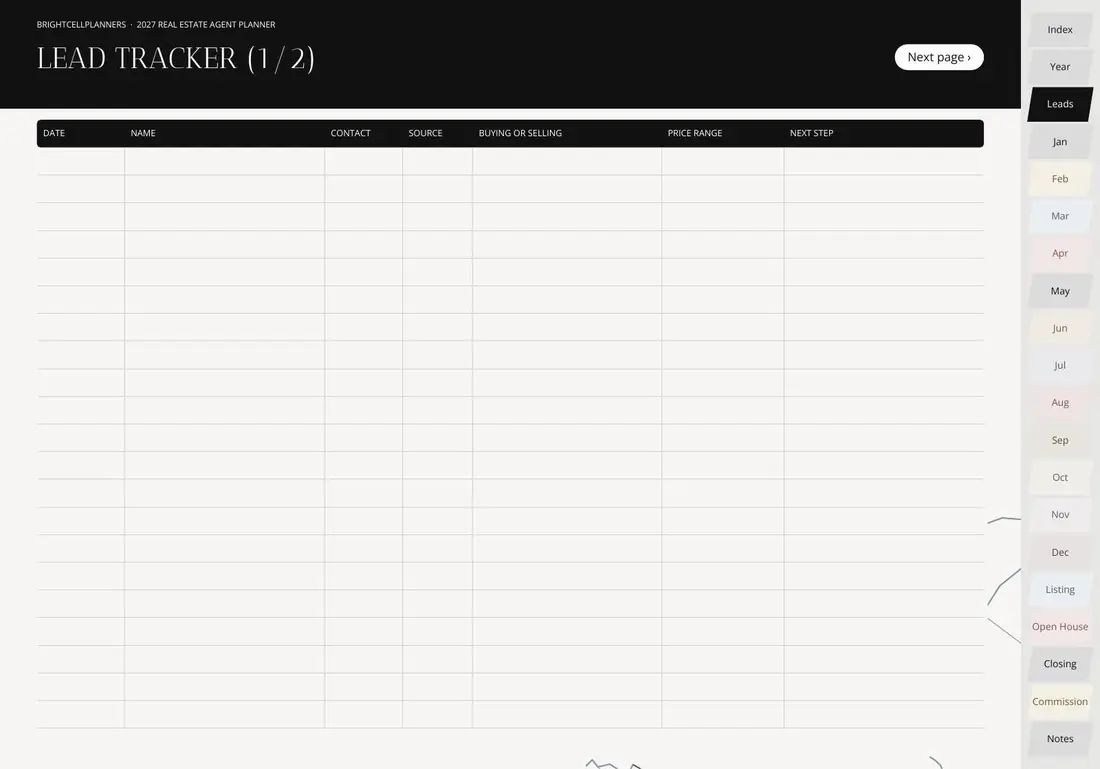 BRIGHTCELLPLANNERS · 2027 REAL ESTATE AGENT PLANNER
LEAD TRACKER (1/2)
Next page ›
DATE NAME CONTACT SOURCE BUYING OR SELLING PRICE RANGE NEXT STEP
Index
Year
Leads
Jan
Feb
Mar
Apr
May
Jun
Jul
Aug
Sep
Oct
Nov
Dec
Listing
Open House
Closing
Commission
Notes